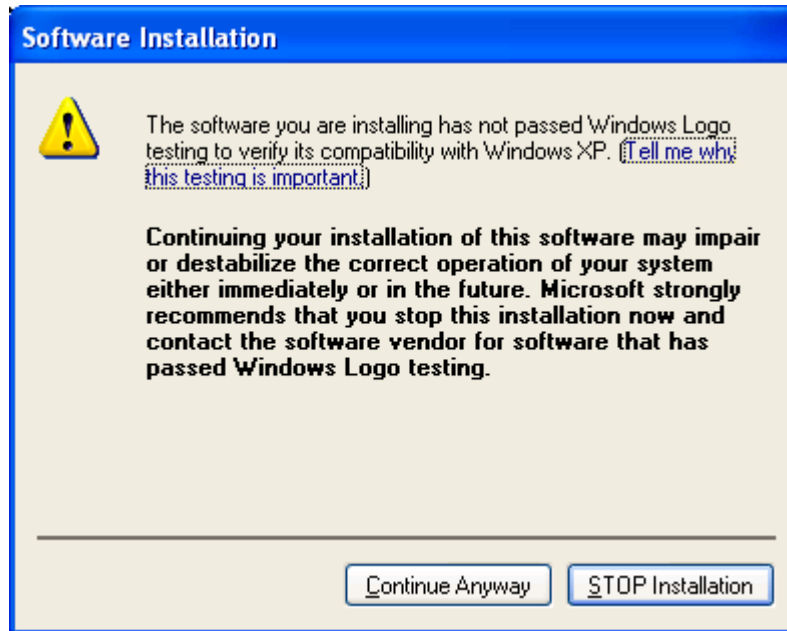 Software Installation
The software you are installing has not passed Windows Logo
testing to verify its compatibility with Windows XP. (Tell me why
this testing is important.)
Continuing your installation of this software may impair
or destabilize the correct operation of your system
either immediately or in the future. Microsoft strongly
recommends that you stop this installation now and
contact the software vendor for software that has
passed Windows Logo testing.
Continue Anyway
STOP Installation